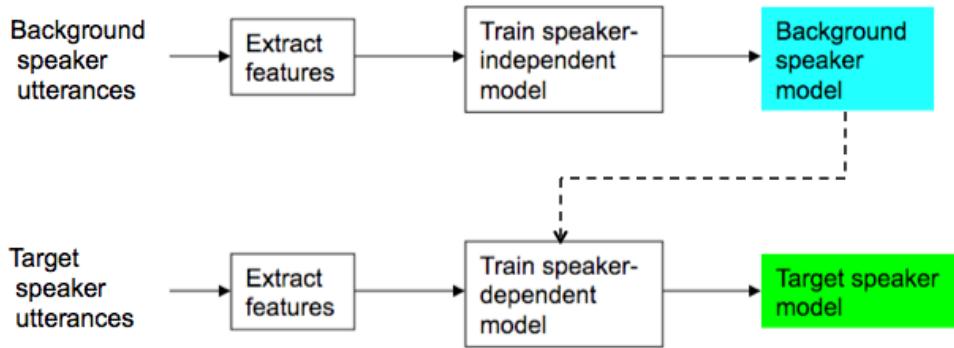 Background
speaker
utterances
Extract
features
Train speaker-
independent
model
Background
speaker
model
Target
speaker
utterances
Extract
features
Train speaker-
dependent
model
Target speaker
model